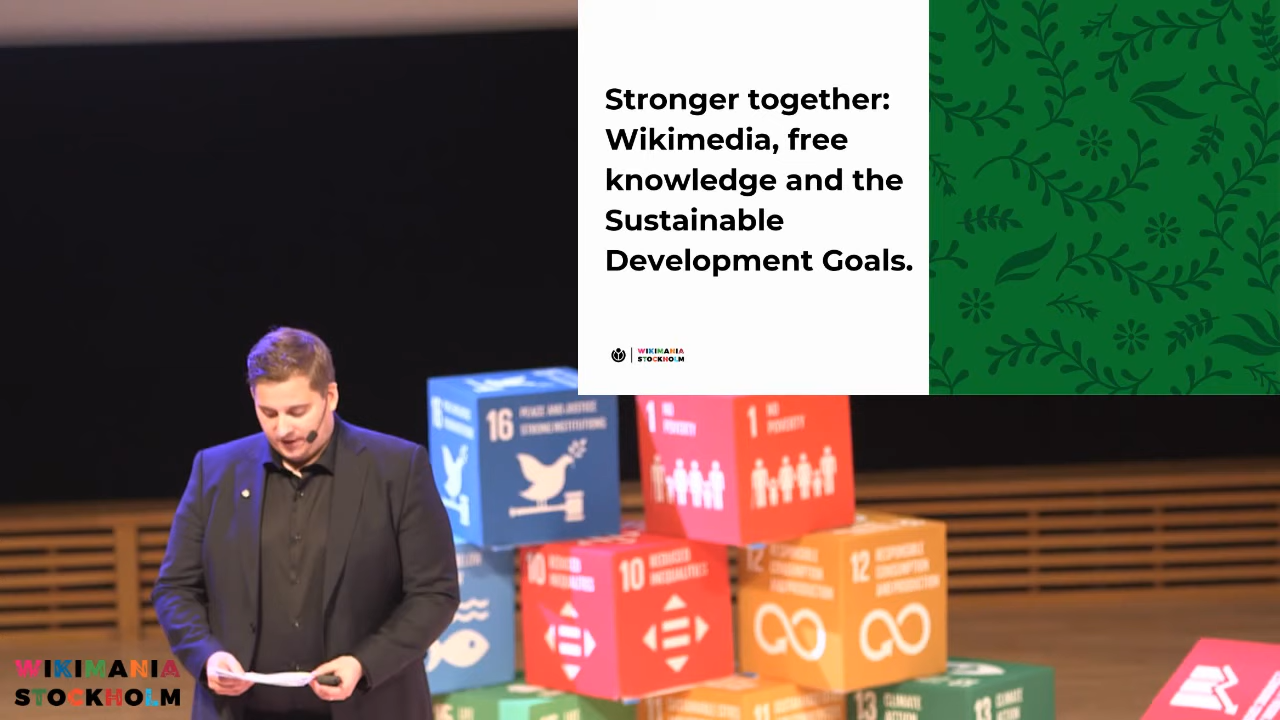 Stronger together:
Wikimedia, free
knowledge and the
Sustainable
Development Goals.
WIKIMANIA
STOCKHOLM
16
16
PEACE AND JUSTICE
STRONG INSTITUTIONS
1
NO
POVERTY
1
NO
POVERTY
10
REDUCED
INEQUALITIES
10
REDUCED
INEQUALITIES
12
RESPONSIBLE
CONSUMPTION
AND PRODUCTION
12
RESPONSIBLE
CONSUMPTION
AND PRODUCTION
13
CLIMATE
ACTION
13
CLIMATE
ACTION
WIKIMANIA
STOCKHOLM